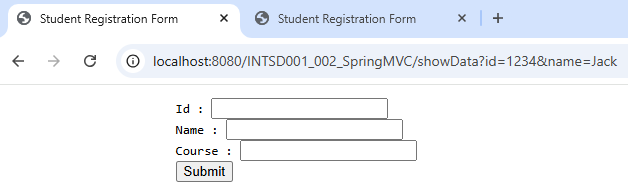 Student Registration Form
Student Registration Form
localhost:8080/INTSD001_002_SpringMVC/showData?id=1234&name=Jack
Id :
Name :
Course :
Submit